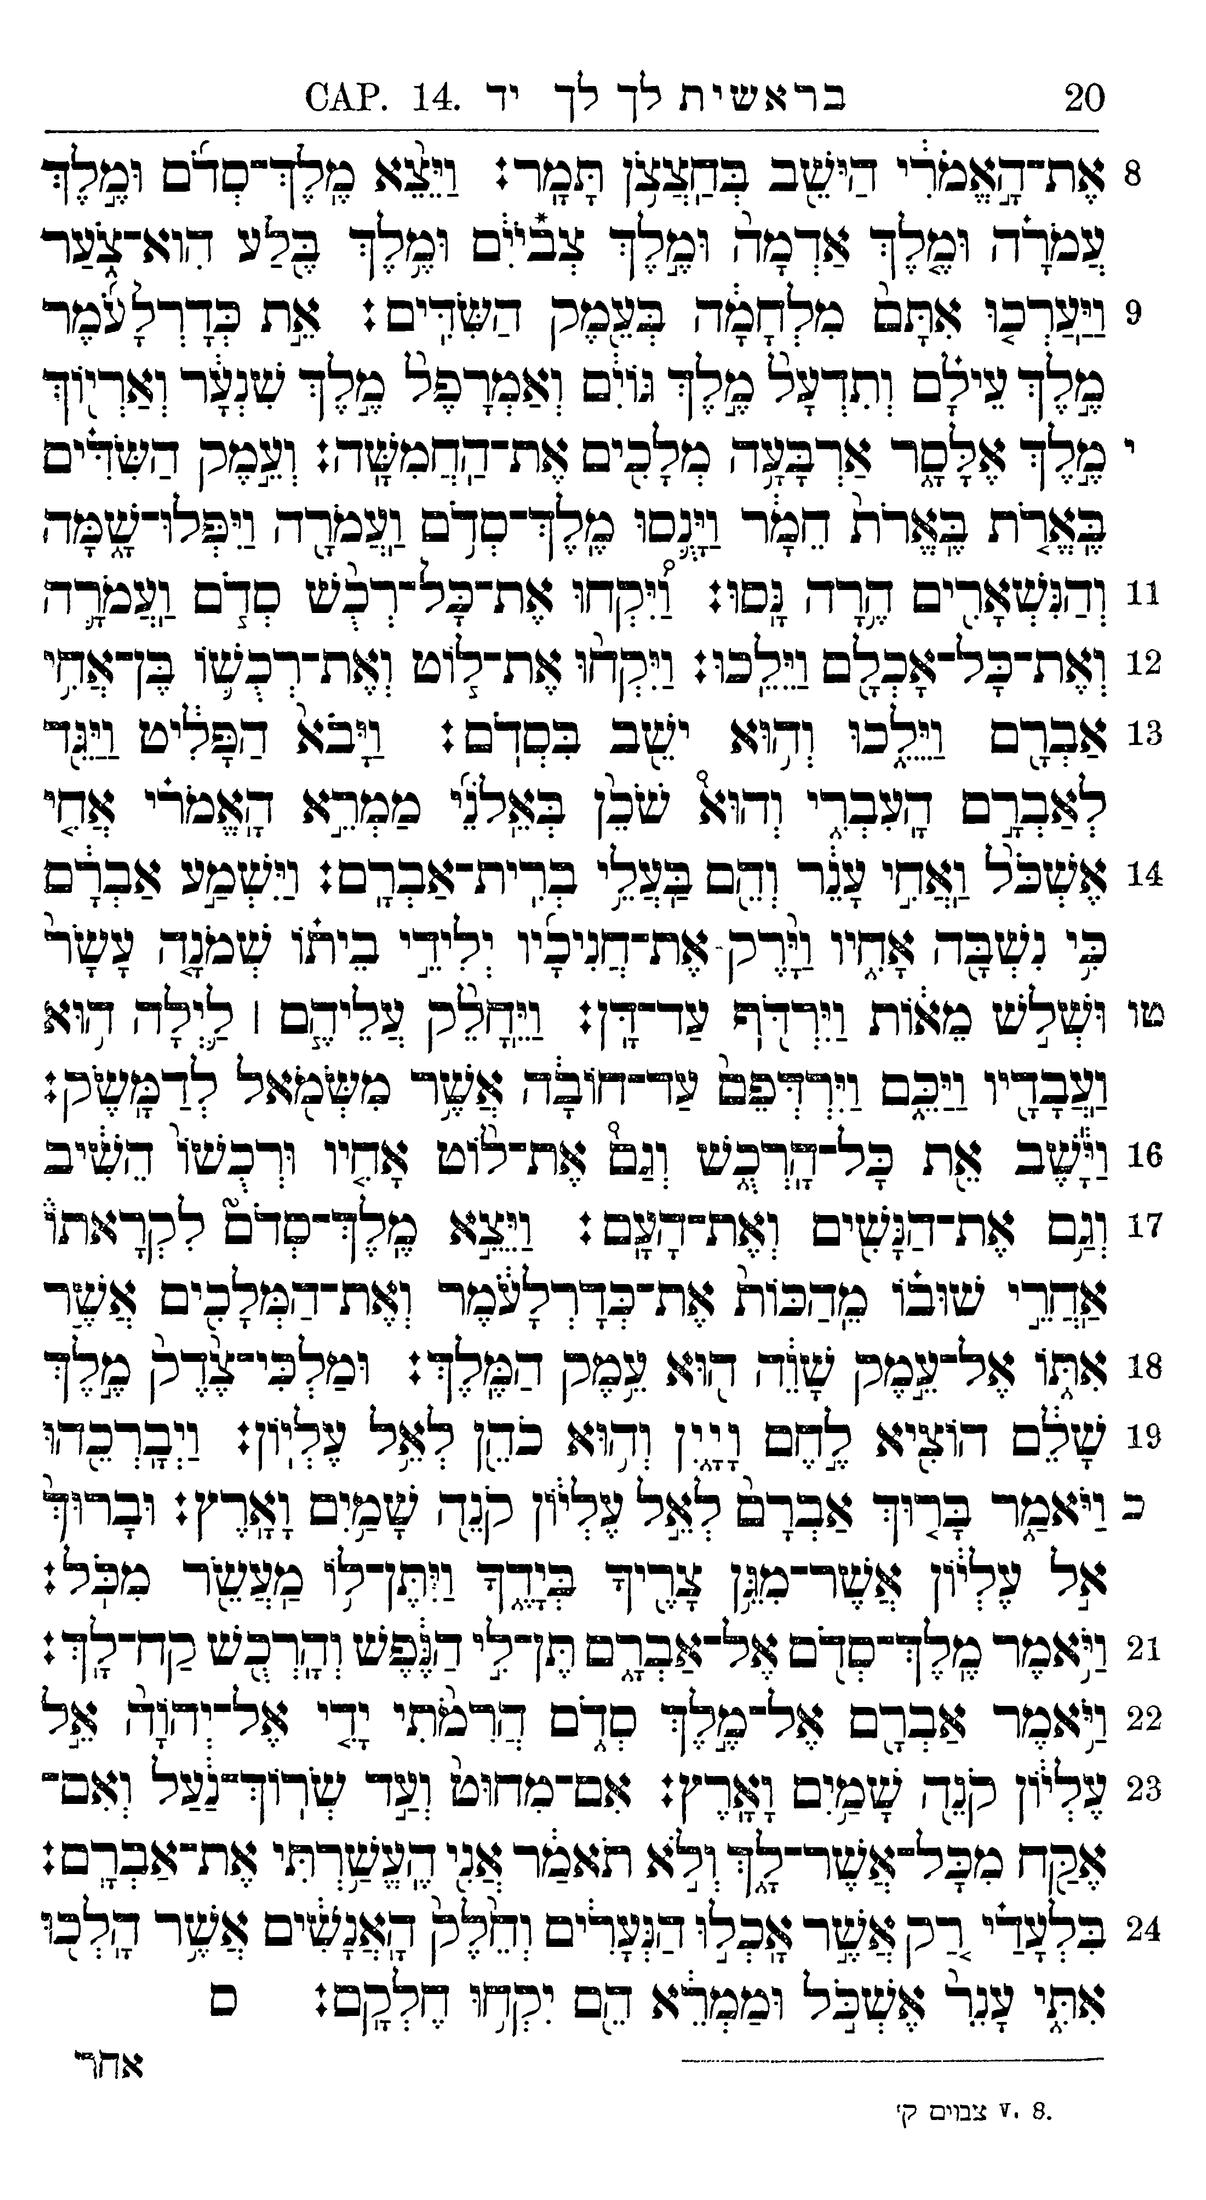 20 בראשית לך לך יד CAP. 14.
8 אֶת־הָ֣אֱמֹרִ֔י הַיֹּשֵׁ֖ב בְּחַֽצְצֹ֥ן תָּמָֽר׃ וַיֵּצֵ֨א מֶֽלֶךְ־סְדֹ֜ם וּמֶ֣לֶךְ
עֲמֹרָ֗ה וּמֶ֤לֶךְ אַדְמָה֙ וּמֶ֣לֶךְ צְבֹיִ֔ים* וּמֶ֥לֶךְ בֶּ֖לַע הִוא־צֹ֑עַר
9 וַיַּֽעַרְכ֤וּ אִתָּם֙ מִלְחָמָ֔ה בְּעֵ֖מֶק הַשִּׂדִּֽים׃ אֵ֣ת כְּדָרְלָעֹ֜מֶר
מֶ֣לֶךְ עֵילָ֗ם וְתִדְעָל֙ מֶ֣לֶךְ גּוֹיִ֔ם וְאַמְרָפֶל֙ מֶ֣לֶךְ שִׁנְעָ֔ר וְאַרְי֖וֹךְ
י מֶ֣לֶךְ אֶלָּסָ֑ר אַרְבָּעָ֥ה מְלָכִ֖ים אֶת־הַֽחֲמִשָּֽׁה׃ וְעֵ֣מֶק הַשִּׂדִּ֗ים
בֶּֽאֱרֹ֤ת בֶּֽאֱרֹת֙ חֵמָ֔ר וַיָּנֻ֛סוּ מֶֽלֶךְ־סְדֹ֥ם וַֽעֲמֹרָ֖ה וַיִּפְּלוּ־שָׁ֑מָּה
11 וְהַנִּשְׁאָרִ֖ים הֶ֥רָה נָּֽסוּ׃ וַ֠יִּקְחוּ אֶת־כָּל־רְכֻ֨שׁ סְדֹ֧ם וַֽעֲמֹרָ֛ה
12 וְאֶת־כָּל־אָכְלָ֖ם וַיֵּלֵֽכוּ׃ וַיִּקְח֨וּ אֶת־ל֧וֹט וְאֶת־רְכֻשׁ֛וֹ בֶּן־אֲחִ֥י
13 אַבְרָ֖ם וַיֵּלֵ֑כוּ וְה֥וּא ישֵׁ֖ב בִּסְדֹֽם׃ וַיָּבֹא֙ הַפָּלִ֔יט וַיַּגֵּ֖ד
לְאַבְרָ֣ם הָֽעִבְרִ֑י וְהוּא֩ שֹׁכֵ֨ן בְּאֵֽלֹנֵ֜י מַמְרֵ֣א הָֽאֱמֹרִ֗י אֲחִ֤י
14 אֶשְׁכֹּל֙ וַֽאֲחִ֣י עָנֵ֔ר וְהֵ֖ם בַּֽעֲלֵ֥י בְרִֽית־אַבְרָֽם׃ וַיִּשְׁמַ֣ע אַבְרָ֔ם
כִּ֥י נִשְׁבָּ֖ה אָחִ֑יו וַיָּ֨רֶק אֶת־חֲנִיכָ֜יו יְלִידֵ֣י בֵית֗וֹ שְׁמֹנָ֤ה עָשָׂר֙
טו וּשְׁלֹ֣שׁ מֵא֔וֹת וַיִּרְדֹּ֖ף עַד־דָּֽן׃ וַיֵּֽחָלֵ֨ק עֲלֵיהֶ֧ם ׀ לַ֛יְלָה ה֥וּא
וַֽעֲבָדָ֖יו וַיַּכֵּ֑ם וַיִּרְדְּפֵם֙ עַד־חוֹבָ֔ה אֲשֶׁ֥ר מִשְּׂמֹ֖אל לְדַמָּֽשֶׂק׃
16 וַיָּ֕שֶׁב אֵ֖ת כָּל־הָֽרְכֻ֑שׁ וְגַם֩ אֶת־ל֨וֹט אָחִ֤יו וּרְכֻשׁוֹ֙ הֵשִׁ֔יב
17 וְגַ֥ם אֶת־הַנָּשִׁ֖ים וְאֶת־הָעָֽם׃ וַיֵּצֵ֣א מֶֽלֶךְ־סְדֹם֮ לִקְרָאתוֹ֒
אַֽחֲרֵ֣י שׁוּב֗וֹ מֵֽהַכּוֹת֙ אֶת־כְּדָרְלָעֹ֔מֶר וְאֶת־הַמְּלָכִ֖ים אֲשֶׁ֣ר
18 אִתּ֑וֹ אֶל־עֵ֣מֶק שָׁוֵ֔ה ה֖וּא עֵ֥מֶק הַמֶּֽלֶךְ׃ וּמַלְכִּי־צֶ֨דֶק֙ מֶ֣לֶךְ
19 שָׁלֵ֔ם הוֹצִ֖יא לֶ֣חֶם וָיָ֑יִן וְה֥וּא כֹהֵ֖ן לְאֵ֥ל עֶלְיֽוֹן׃ וַֽיְבָֽרְכֵ֖הוּ
כ וַיֹּאמַ֑ר בָּר֤וּךְ אַבְרָם֙ לְאֵ֣ל עֶלְי֔וֹן קֹנֵ֖ה שָׁמַ֥יִם וָאָֽרֶץ׃ וּבָרוּךְ֙
אֵ֣ל עֶלְי֔וֹן אֲשֶׁר־מִגֵּ֥ן צָרֶ֖יךָ בְּיָדֶ֑ךָ וַיִּתֶּן־ל֥וֹ מַֽעֲשֵׂ֖ר מִכֹּֽל׃
21 וַיֹּ֥אמֶר מֶֽלֶךְ־סְדֹ֖ם אֶל־אַבְרָ֑ם תֶּן־לִ֣י הַנֶּ֔פֶשׁ וְהָֽרְכֻ֖שׁ קַח־לָֽךְ׃
22 וַיֹּ֥אמֶר אַבְרָ֖ם אֶל־מֶ֣לֶךְ סְדֹ֑ם הֲרִמֹ֨תִי יָדִ֤י אֶל־יְהוָֹה֙ אֵ֣ל
23 עֶלְי֔וֹן קֹנֵ֖ה שָׁמַ֥יִם וָאָֽרֶץ׃ אִם־מִחוּט֙ וְעַ֣ד שְׂרֽוֹךְ־נַ֔עַל וְאִם־
אֶקַּ֖ח מִכָּל־אֲשֶׁר־לָ֑ךְ וְלֹ֣א תֹאמַ֔ר אֲנִ֖י הֶֽעֱשַׁ֥רְתִּי אֶת־אַבְרָֽם׃
24 בִּלְעָדַ֗י רַ֚ק אֲשֶׁ֣ר אָֽכְל֣וּ הַנְּעָרִ֔ים וְחֵ֨לֶק֙ הָֽאֲנָשִׁ֔ים אֲשֶׁ֥ר הָֽלְכ֖וּ
אִתִּ֑י עָנֵר֙ אֶשְׁכֹּ֣ל וּמַמְרֵ֔א הֵ֖ם יִקְח֥וּ חֶלְקָֽם׃ ס
אחר
v. 8. צבוים ק׳